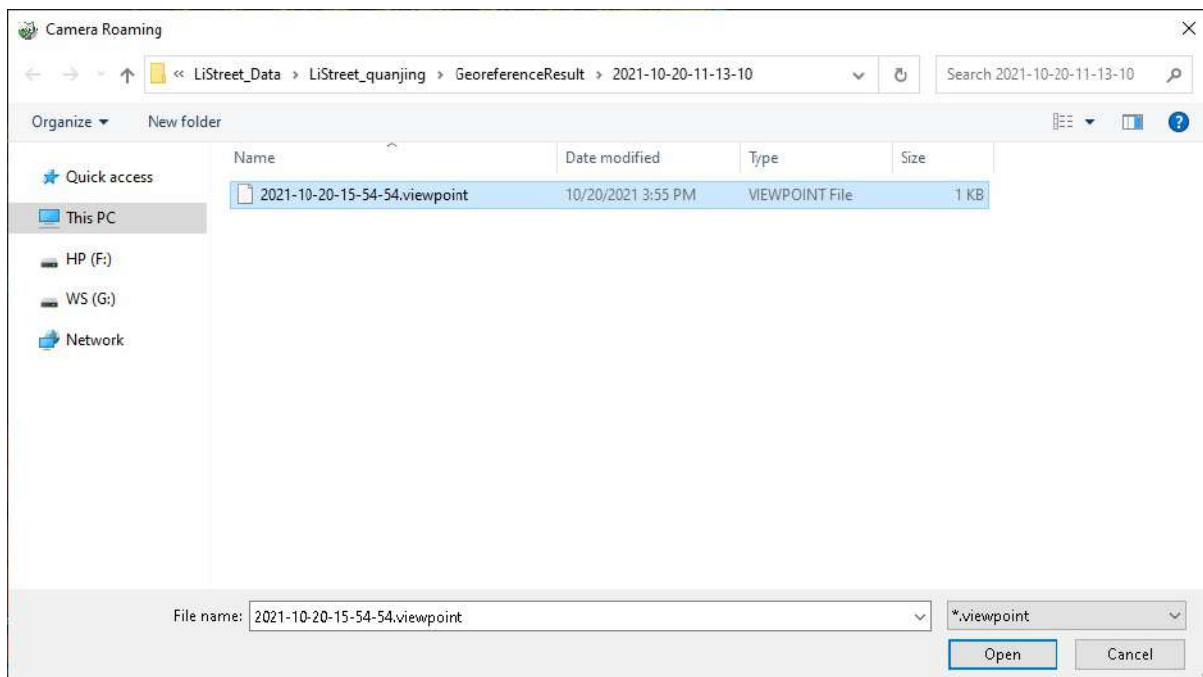 Camera Roaming
« LiStreet_Data › LiStreet_quanjing › GeoreferenceResult › 2021-10-20-11-13-10
Search 2021-10-20-11-13-10
Organize
New folder
Name
Date modified
Type
Size
Quick access
2021-10-20-15-54-54.viewpoint
10/20/2021 3:55 PM
VIEWPOINT File
1 KB
This PC
HP (F:)
WS (G:)
Network
File name:
2021-10-20-15-54-54.viewpoint
*.viewpoint
Open
Cancel